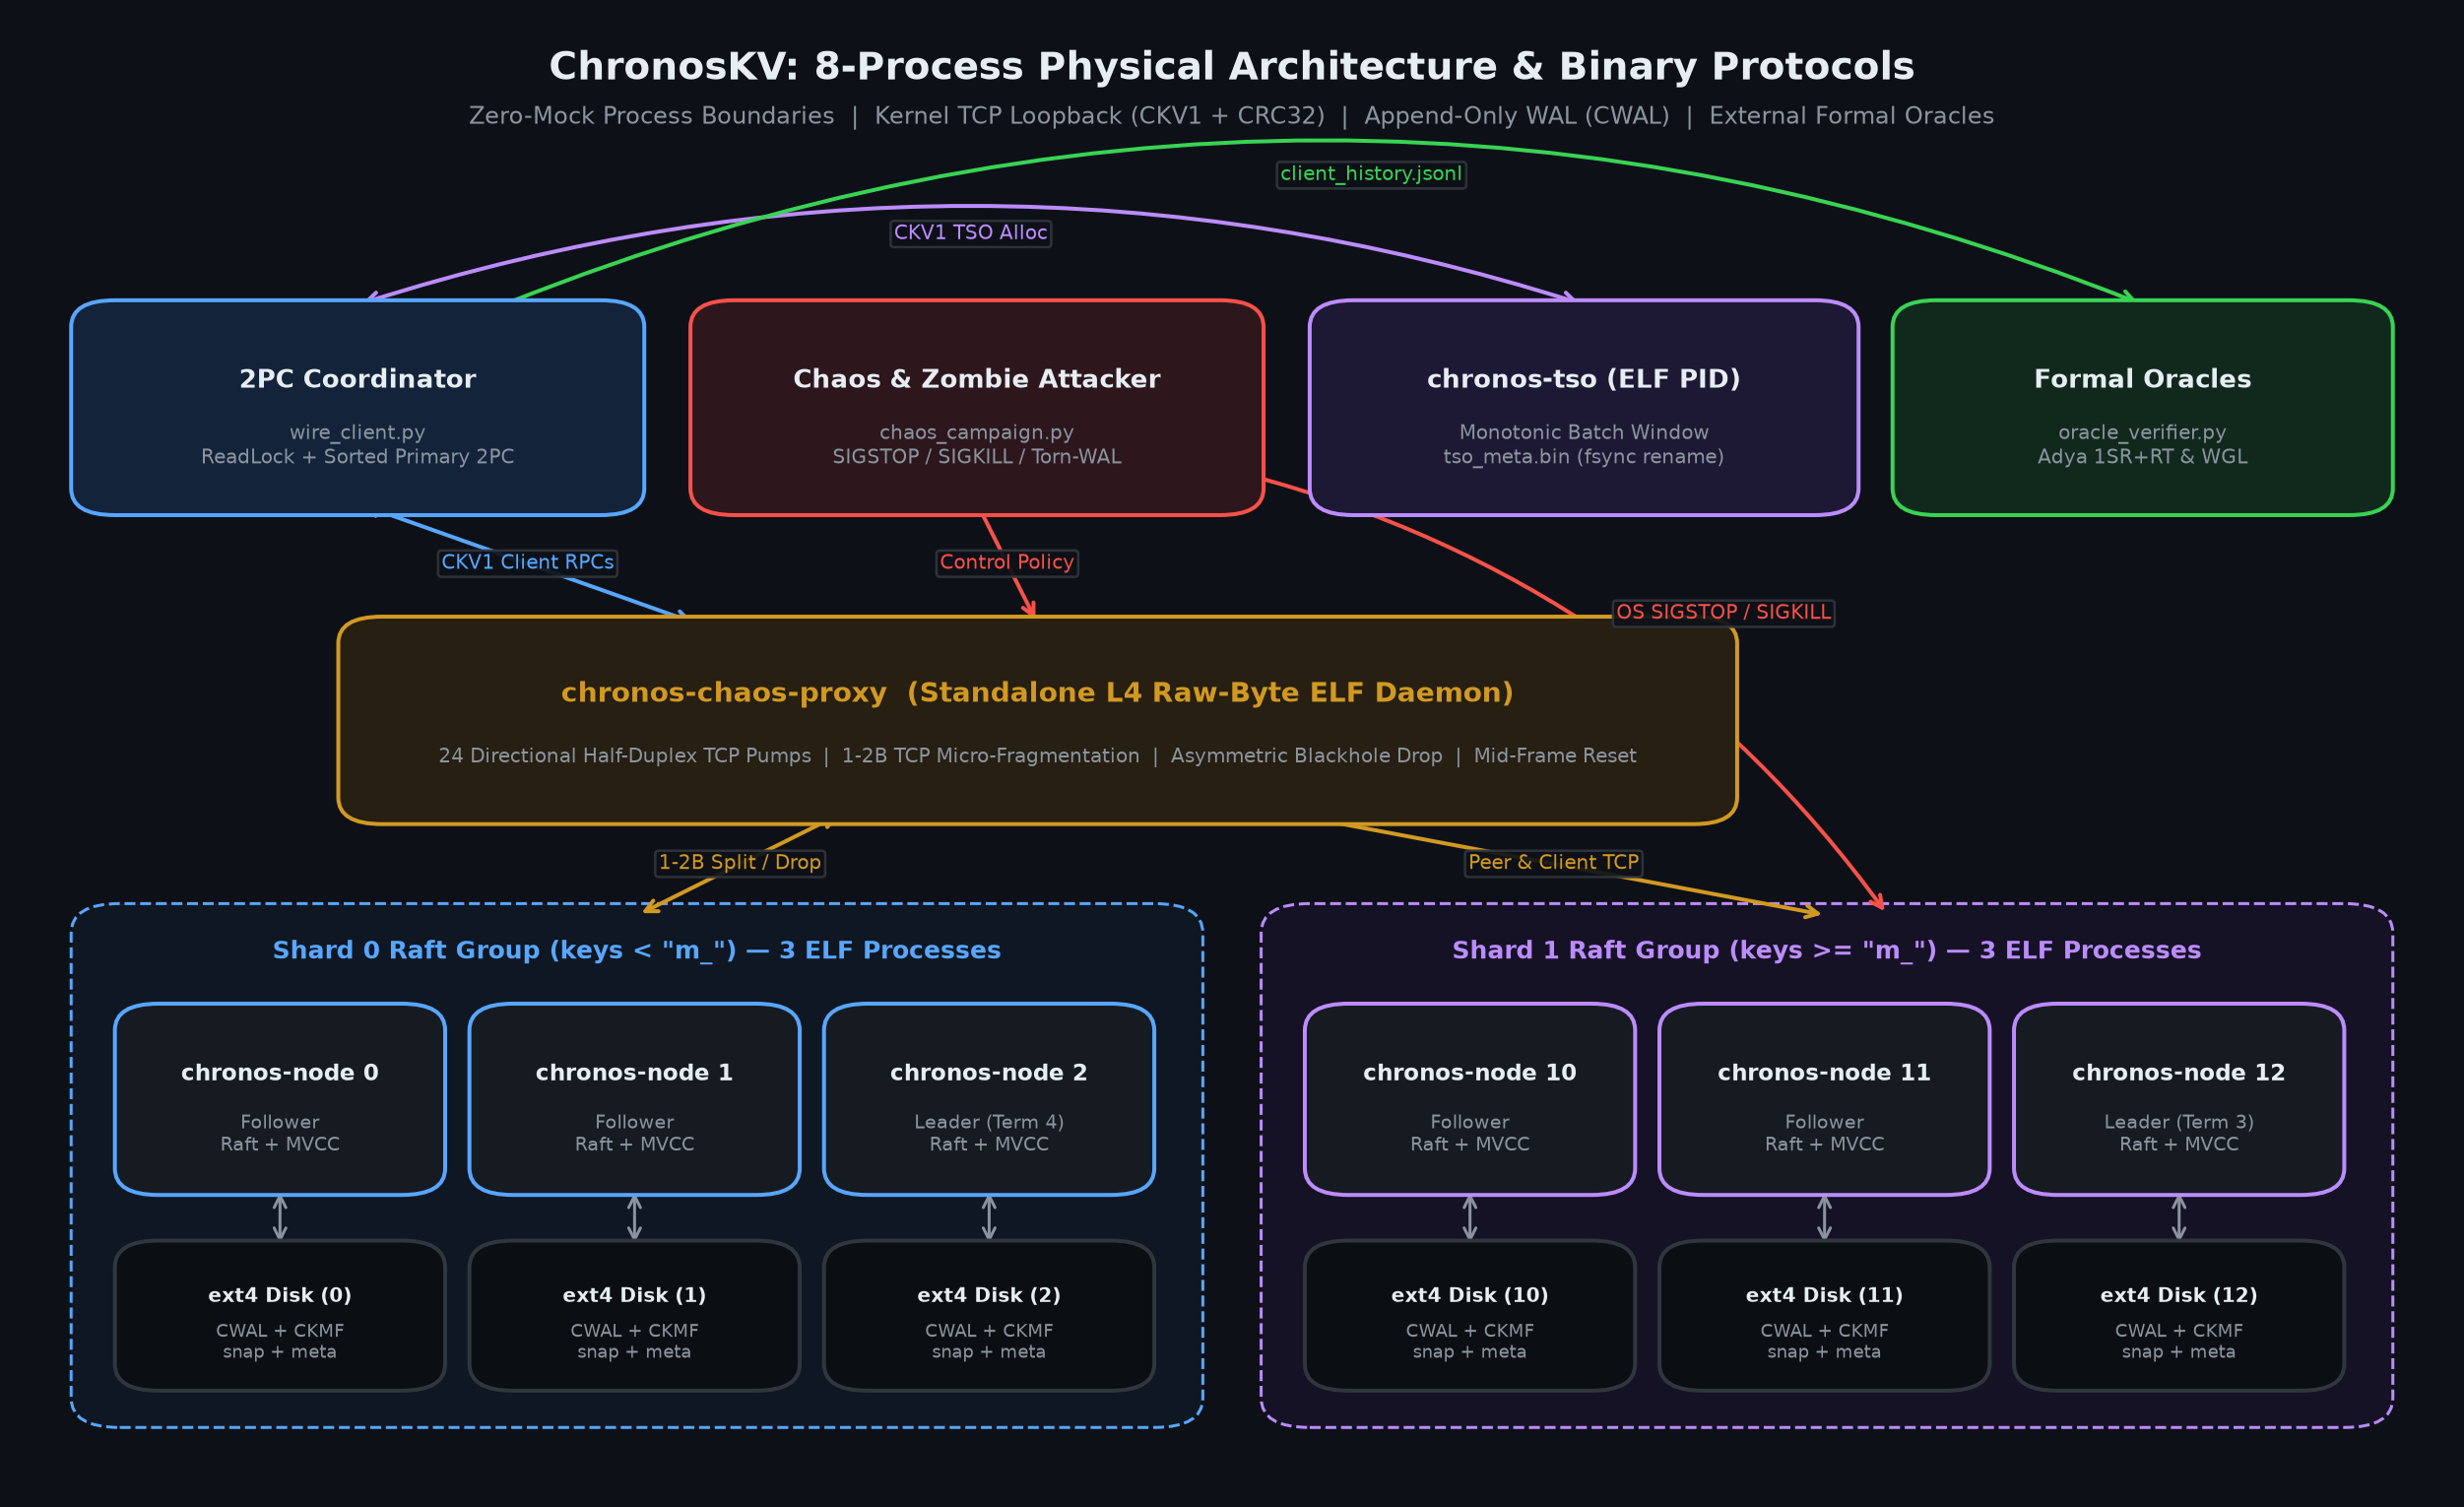 ChronosKV: 8-Process Physical Architecture & Binary Protocols
Zero-Mock Process Boundaries | Kernel TCP Loopback (CKV1 + CRC32) | Append-Only WAL (CWAL) | External Formal Oracles
client_history.jsonl
CKV1 TSO Alloc
2PC Coordinator
wire_client.py
ReadLock + Sorted Primary 2PC
Chaos & Zombie Attacker
chaos_campaign.py
SIGSTOP / SIGKILL / Torn-WAL
chronos-tso (ELF PID)
Monotonic Batch Window
tso_meta.bin (fsync rename)
Formal Oracles
oracle_verifier.py
Adya 1SR+RT & WGL
CKV1 Client RPCs
Control Policy
OS SIGSTOP / SIGKILL
chronos-chaos-proxy (Standalone L4 Raw-Byte ELF Daemon)
24 Directional Half-Duplex TCP Pumps | 1-2B TCP Micro-Fragmentation | Asymmetric Blackhole Drop | Mid-Frame Reset
1-2B Split / Drop
Peer & Client TCP
Shard 0 Raft Group (keys < "m_") — 3 ELF Processes
chronos-node 0
Follower
Raft + MVCC
chronos-node 1
Follower
Raft + MVCC
chronos-node 2
Leader (Term 4)
Raft + MVCC
ext4 Disk (0)
CWAL + CKMF
snap + meta
ext4 Disk (1)
CWAL + CKMF
snap + meta
ext4 Disk (2)
CWAL + CKMF
snap + meta
Shard 1 Raft Group (keys >= "m_") — 3 ELF Processes
chronos-node 10
Follower
Raft + MVCC
chronos-node 11
Follower
Raft + MVCC
chronos-node 12
Leader (Term 3)
Raft + MVCC
ext4 Disk (10)
CWAL + CKMF
snap + meta
ext4 Disk (11)
CWAL + CKMF
snap + meta
ext4 Disk (12)
CWAL + CKMF
snap + meta